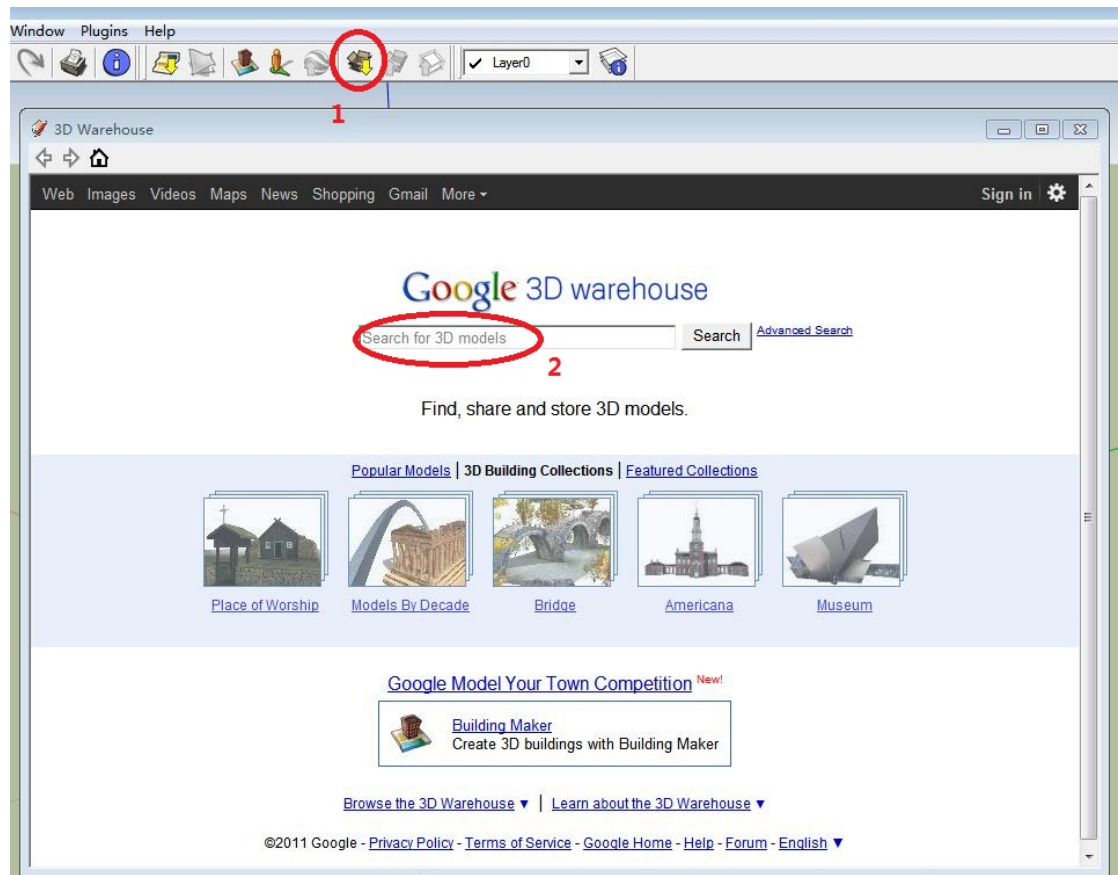 Window Plugins Help
Layer0
1
3D Warehouse
Web Images Videos Maps News Shopping Gmail More
Sign in
Google 3D warehouse
Search for 3D models
Search
Advanced Search
2
Find, share and store 3D models.
Popular Models | 3D Building Collections | Featured Collections
Place of Worship
Models By Decade
Bridge
Americana
Museum
Google Model Your Town Competition New!
Building Maker
Create 3D buildings with Building Maker
Browse the 3D Warehouse ▼ | Learn about the 3D Warehouse ▼
©2011 Google - Privacy Policy - Terms of Service - Google Home - Help - Forum - English ▼